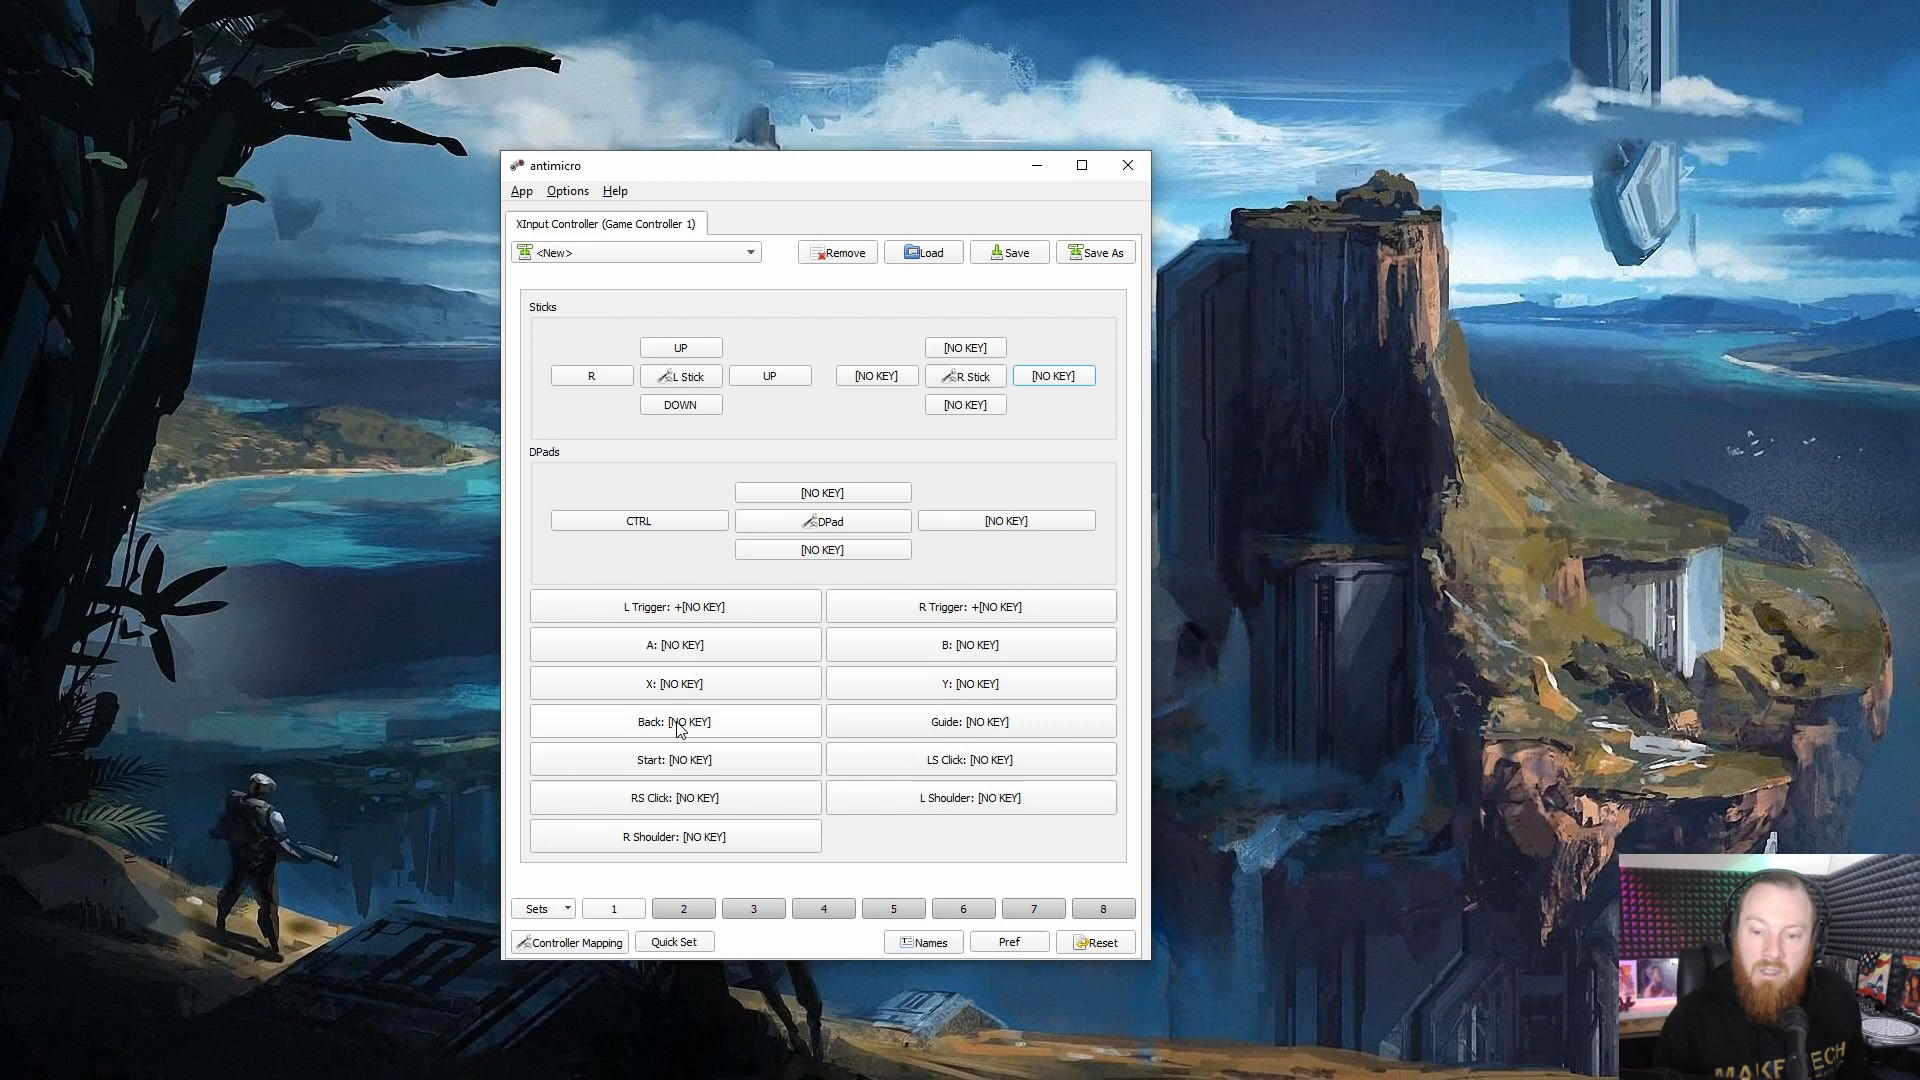 antimicro
App Options Help
XInput Controller (Game Controller 1)
<New> Remove Load Save Save As
Sticks
UP [NO KEY]
R L Stick UP [NO KEY] R Stick [NO KEY]
DOWN [NO KEY]
DPads
[NO KEY]
CTRL DPad [NO KEY]
[NO KEY]
L Trigger: +[NO KEY] R Trigger: +[NO KEY]
A: [NO KEY] B: [NO KEY]
X: [NO KEY] Y: [NO KEY]
Back: [NO KEY] Guide: [NO KEY]
Start: [NO KEY] LS Click: [NO KEY]
RS Click: [NO KEY] L Shoulder: [NO KEY]
R Shoulder: [NO KEY]
Sets 1 2 3 4 5 6 7 8
Controller Mapping Quick Set Names Pref Reset